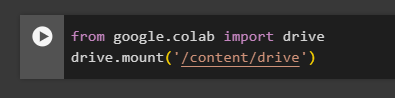 from google.colab import drive
drive.mount('/content/drive')